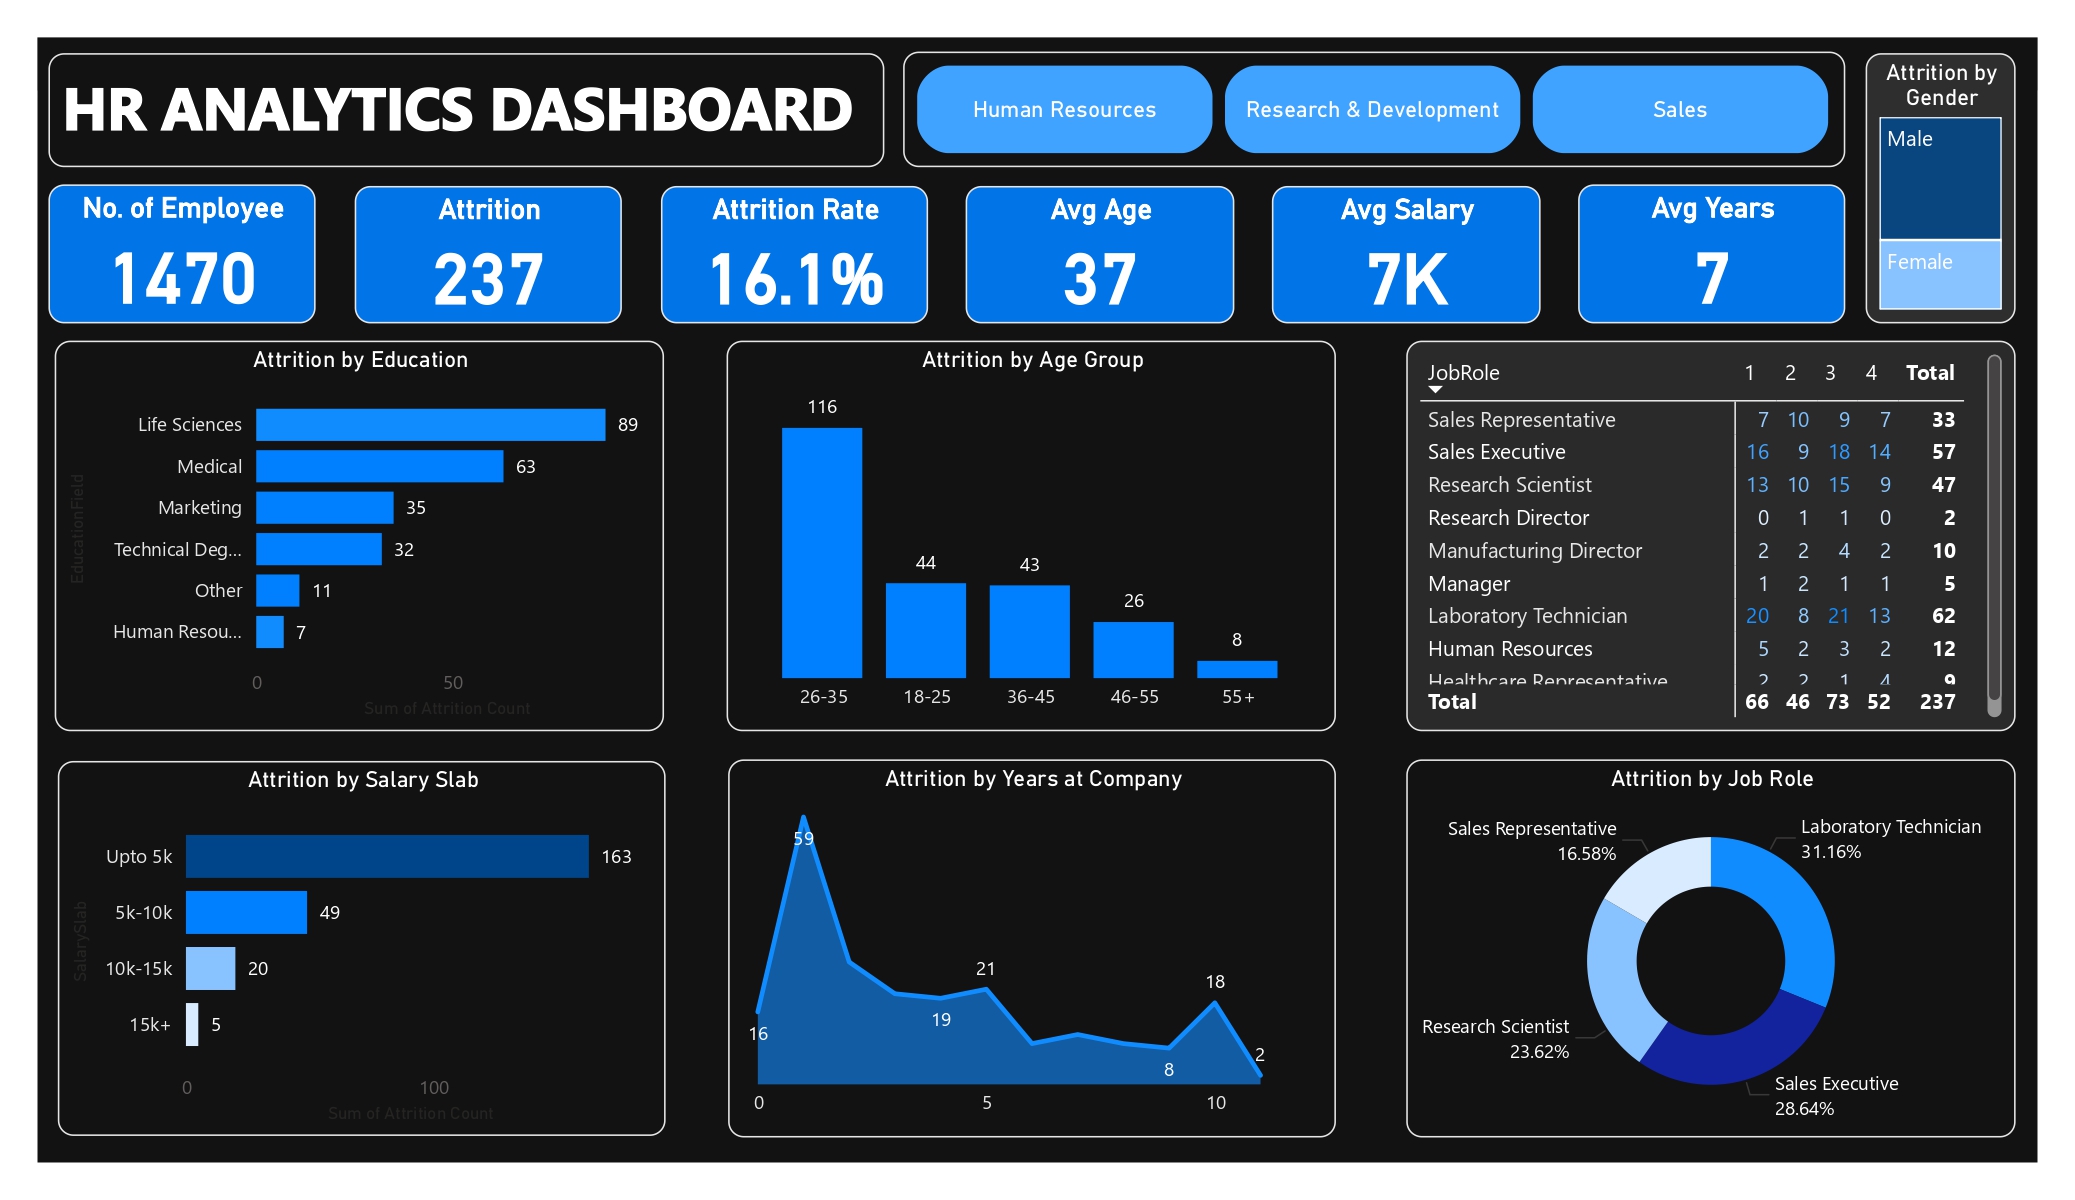 HR ANALYTICS DASHBOARD
Human Resources
Research & Development
Sales
Attrition by
Gender
Male
Female
No. of Employee
1470
Attrition
237
Attrition Rate
16.1%
Avg Age
37
Avg Salary
7K
Avg Years
7
Attrition by Education
EducationField
Life Sciences 89
Medical 63
Marketing 35
Technical Deg... 32
Other 11
Human Resou... 7
0 50
Sum of Attrition Count
Attrition by Age Group
116 44 43 26 8
26-35 18-25 36-45 46-55 55+
JobRole 1 2 3 4 Total
Sales Representative 7 10 9 7 33
Sales Executive 16 9 18 14 57
Research Scientist 13 10 15 9 47
Research Director 0 1 1 0 2
Manufacturing Director 2 2 4 2 10
Manager 1 2 1 1 5
Laboratory Technician 20 8 21 13 62
Human Resources 5 2 3 2 12
Healthcare Representative 2 2 1 4 9
Total 66 46 73 52 237
Attrition by Salary Slab
SalarySlab
Upto 5k 163
5k-10k 49
10k-15k 20
15k+ 5
0 100
Sum of Attrition Count
Attrition by Years at Company
16 59 19 21 8 18 2
0 5 10
Attrition by Job Role
Sales Representative
16.58%
Laboratory Technician
31.16%
Research Scientist
23.62%
Sales Executive
28.64%